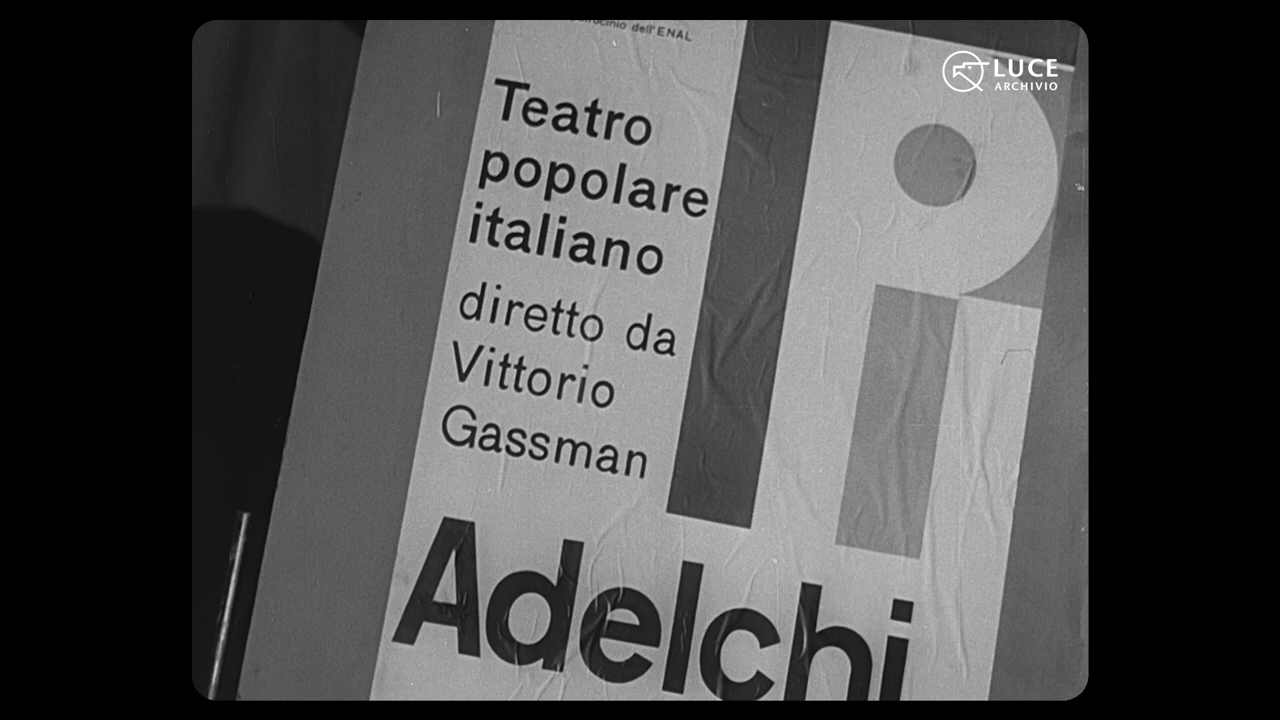 dell'ENAL
Teatro
popolare
italiano
diretto da
Vittorio
Gassman
Adelchi
LUCE
ARCHIVIO